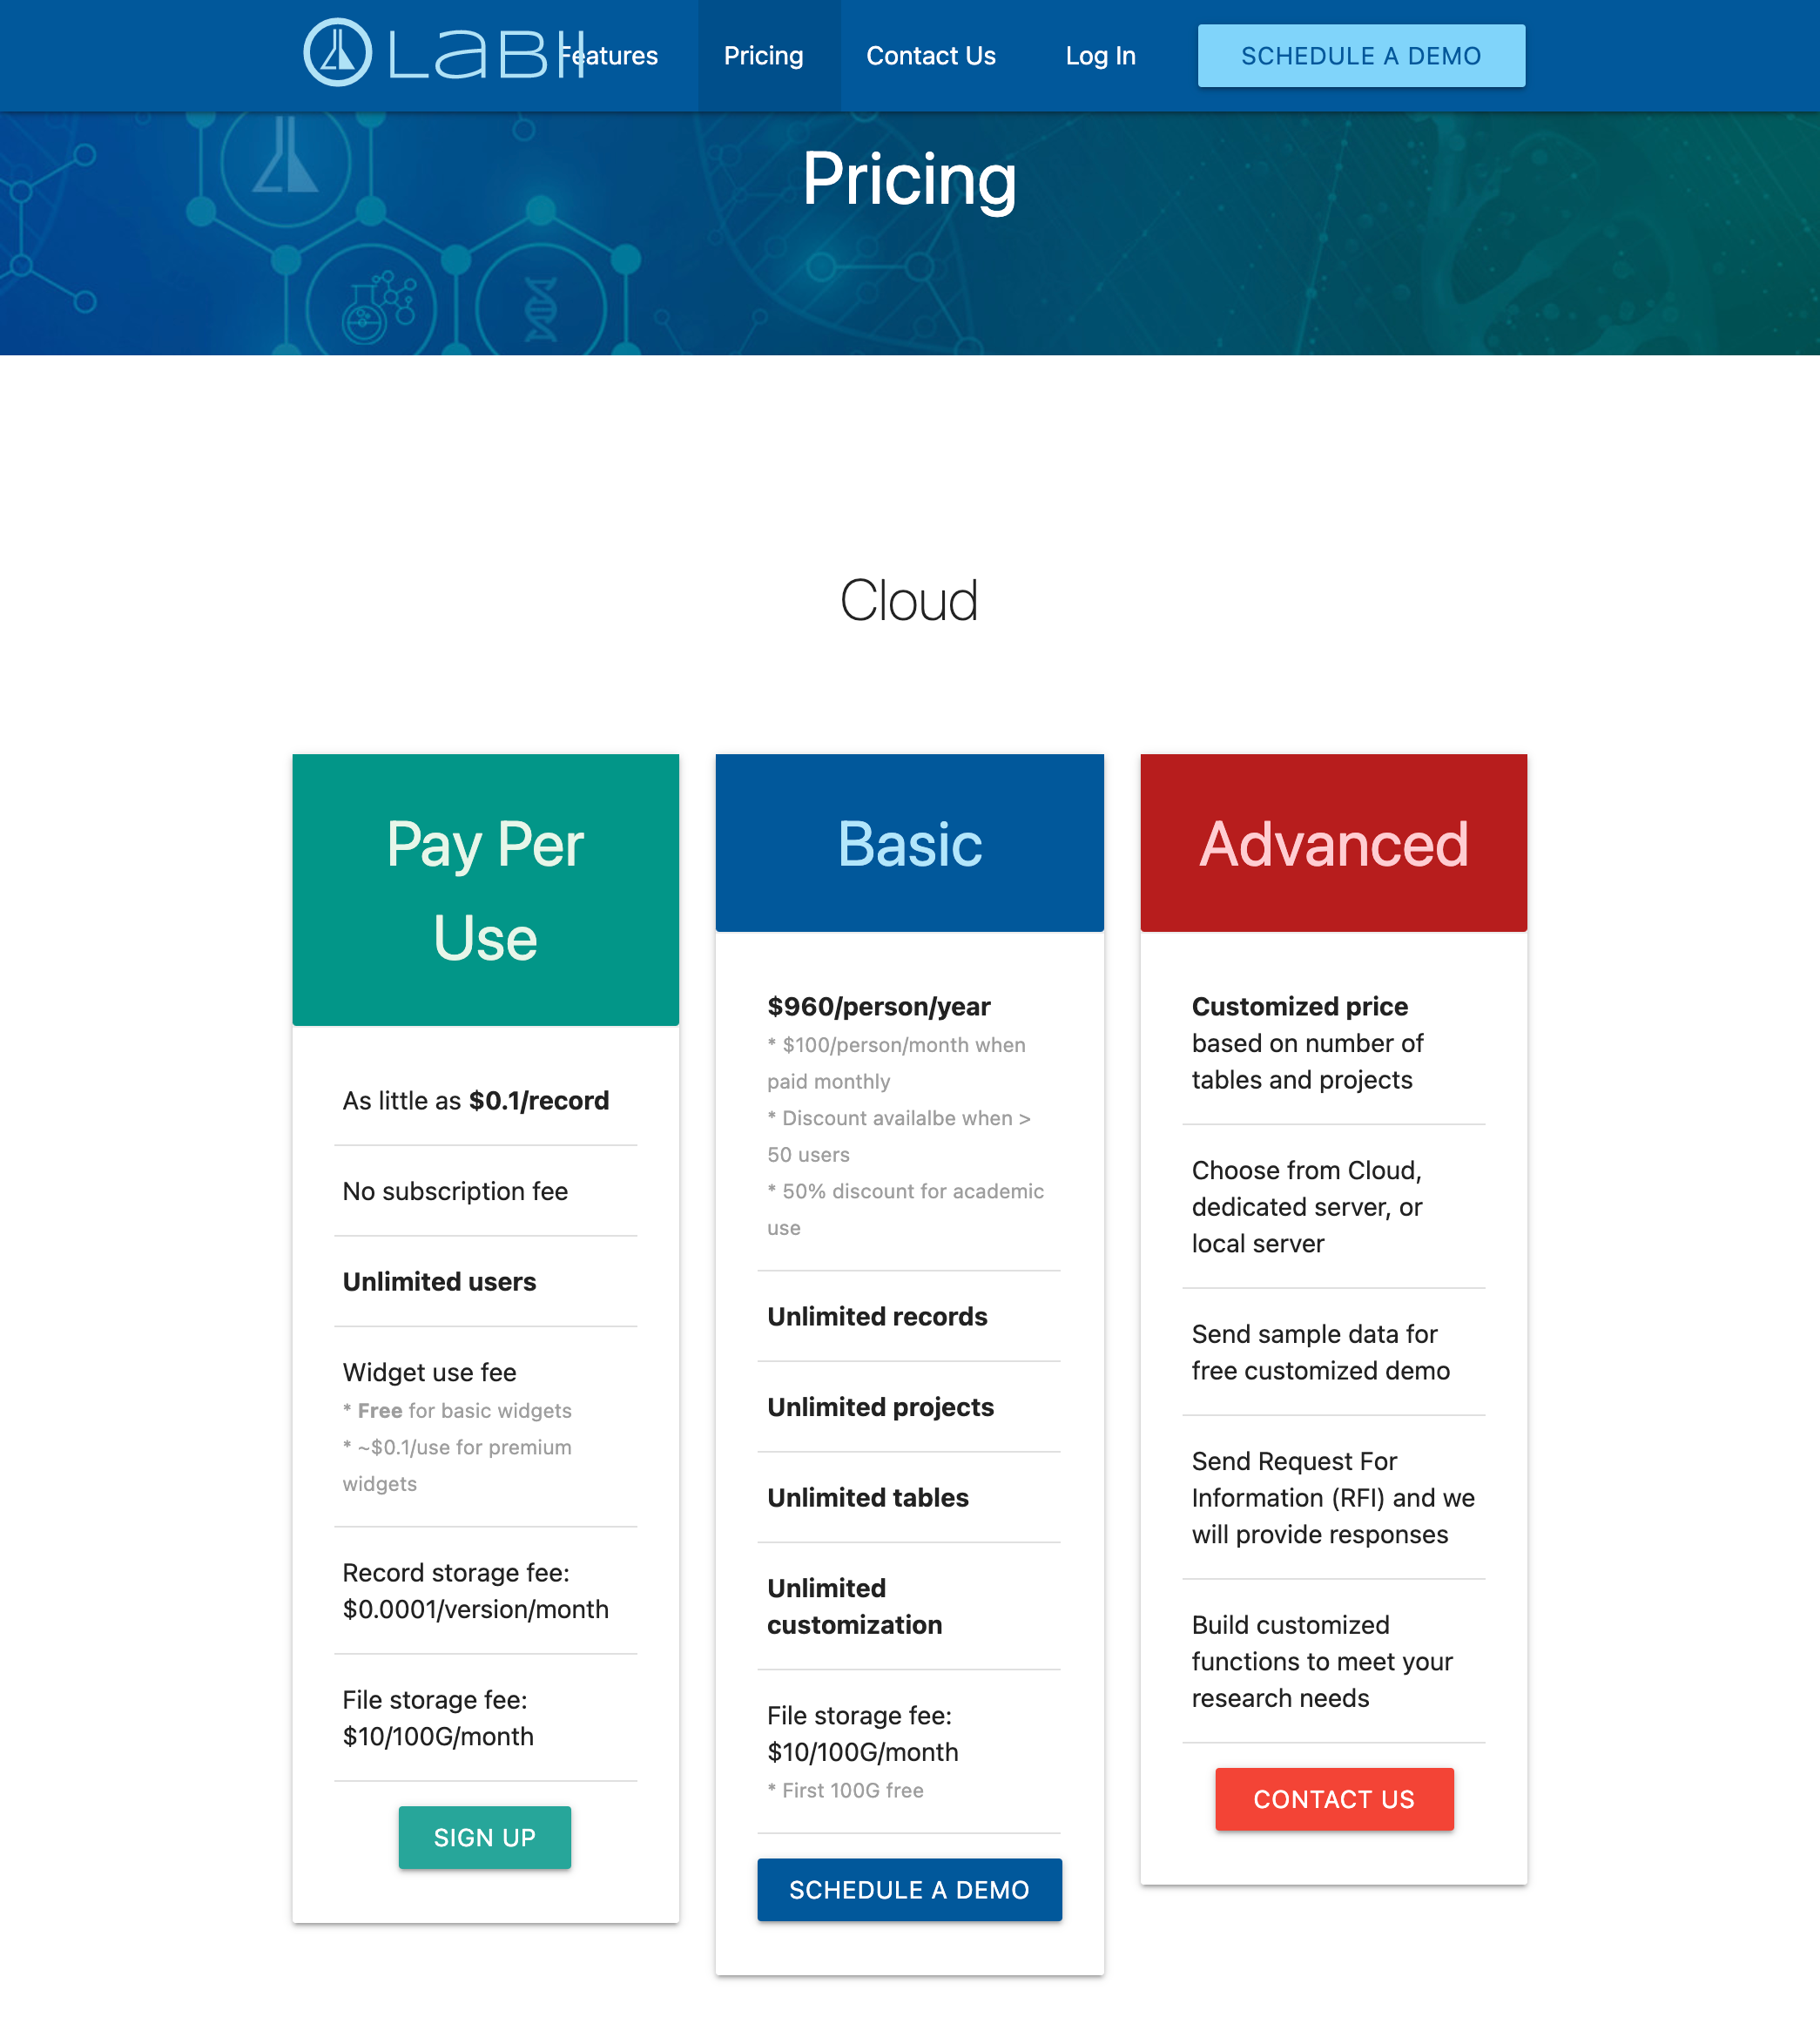 LABII
Features
Pricing
Contact Us
Log In
SCHEDULE A DEMO
Pricing
Cloud
Pay Per
Use
As little as $0.1/record
No subscription fee
Unlimited users
Widget use fee
* Free for basic widgets
* ~$0.1/use for premium
widgets
Record storage fee:
$0.0001/version/month
File storage fee:
$10/100G/month
SIGN UP
Basic
$960/person/year
* $100/person/month when
paid monthly
* Discount availalbe when >
50 users
* 50% discount for academic
use
Unlimited records
Unlimited projects
Unlimited tables
Unlimited
customization
File storage fee:
$10/100G/month
* First 100G free
SCHEDULE A DEMO
Advanced
Customized price
based on number of
tables and projects
Choose from Cloud,
dedicated server, or
local server
Send sample data for
free customized demo
Send Request For
Information (RFI) and we
will provide responses
Build customized
functions to meet your
research needs
CONTACT US